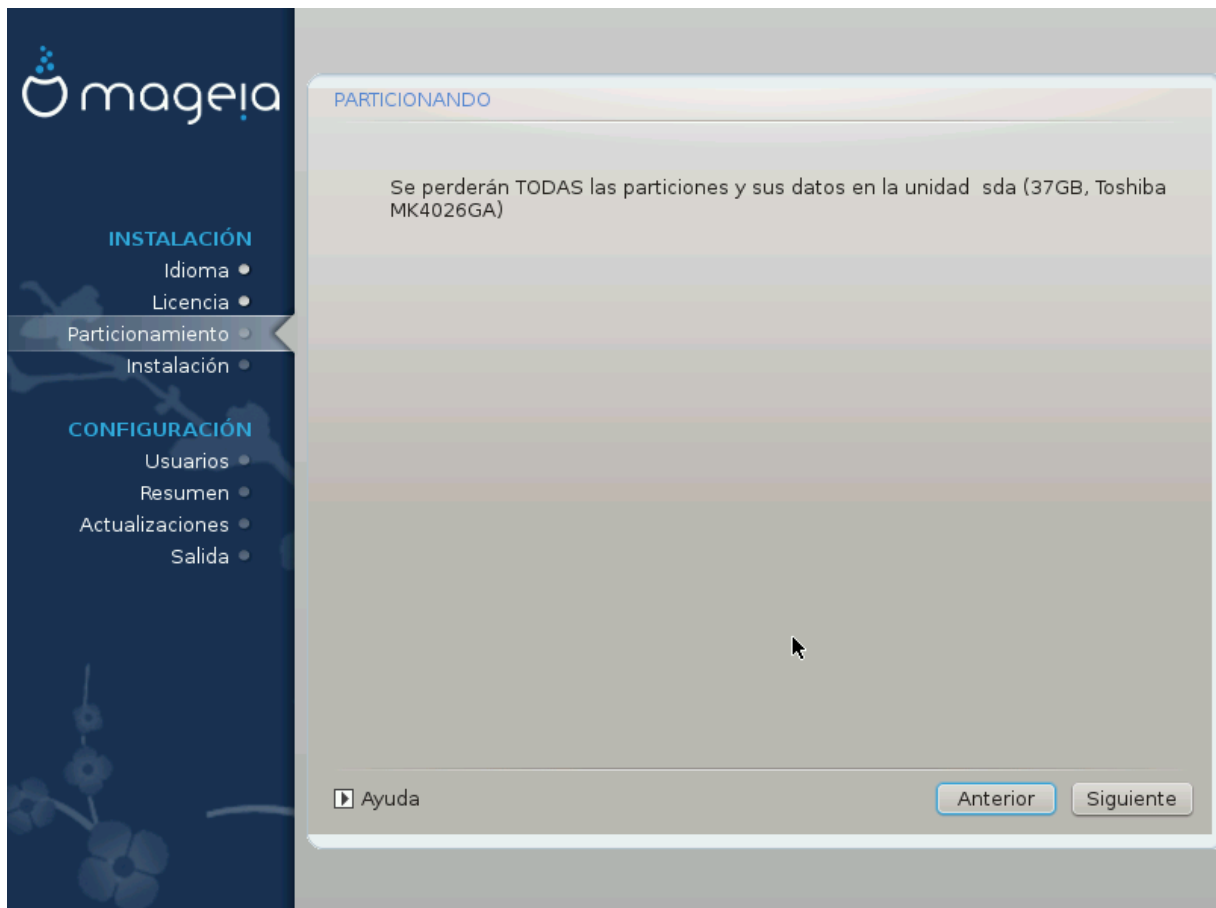 mageia
INSTALACIÓN
Idioma
Licencia
Particionamiento
Instalación
CONFIGURACIÓN
Usuarios
Resumen
Actualizaciones
Salida
PARTICIONANDO
Se perderán TODAS las particiones y sus datos en la unidad sda (37GB, Toshiba
MK4026GA)
Ayuda
Anterior
Siguiente